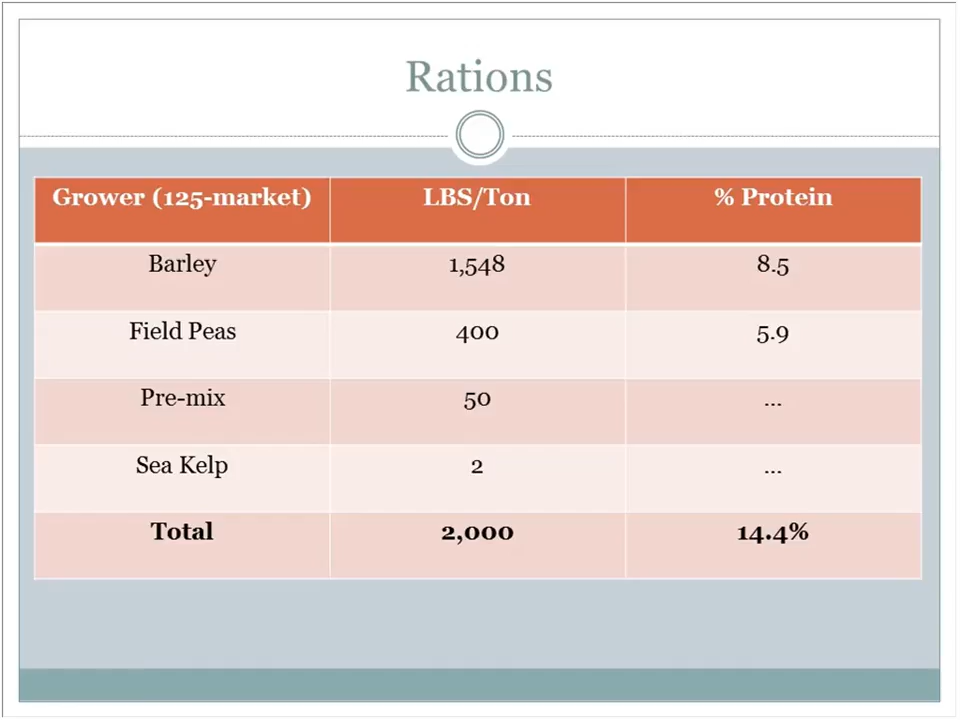 Rations
Grower (125-market) LBS/Ton % Protein
Barley 1,548 8.5
Field Peas 400 5.9
Pre-mix 50 ...
Sea Kelp 2 ...
Total 2,000 14.4%